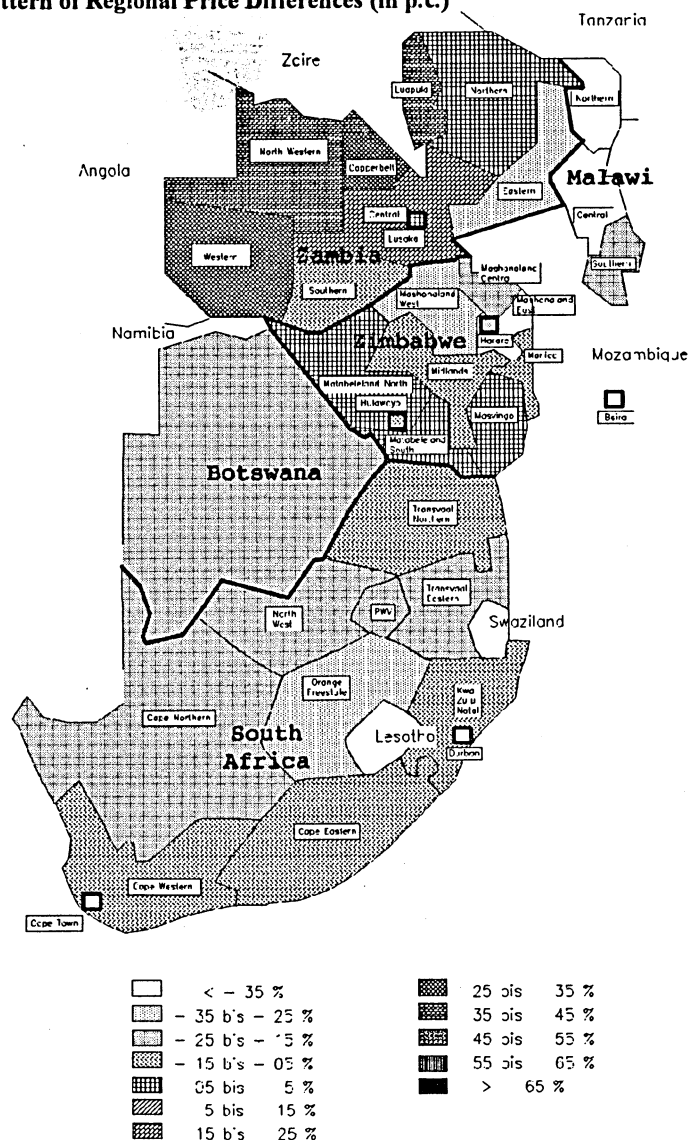 ttern of Regional Price Differences (in p.c.)
Tanzania
Zcire
Luapula
Northern
Northern
North Western
Copperbelt
Angola
Malawi
Eastern
Central
Central
Lusaka
Western
Zambia
Southern
Southern
Mashonaland
Central
Mashonaland
West
Mashonaland
East
Namibia
Zimbabwe
Harare
Manica
Mozambique
Midlands
Matabeleland North
Bulawayo
Masvingo
Beira
Matabeleland
South
Botswana
Transvaal
Northern
Transvaal
Eastern
North
West
PWV
Swaziland
Orange
Freestate
Kwa
Zulu
Natal
Cape Northern
South
Africa
Lesotho
Durban
Cape Eastern
Cape Western
Cape Town
< - 35 %
- 35 bis - 25 %
- 25 bis - 15 %
- 15 bis - 05 %
05 bis 5 %
5 bis 15 %
15 bis 25 %
25 bis 35 %
35 bis 45 %
45 bis 55 %
55 bis 65 %
> 65 %